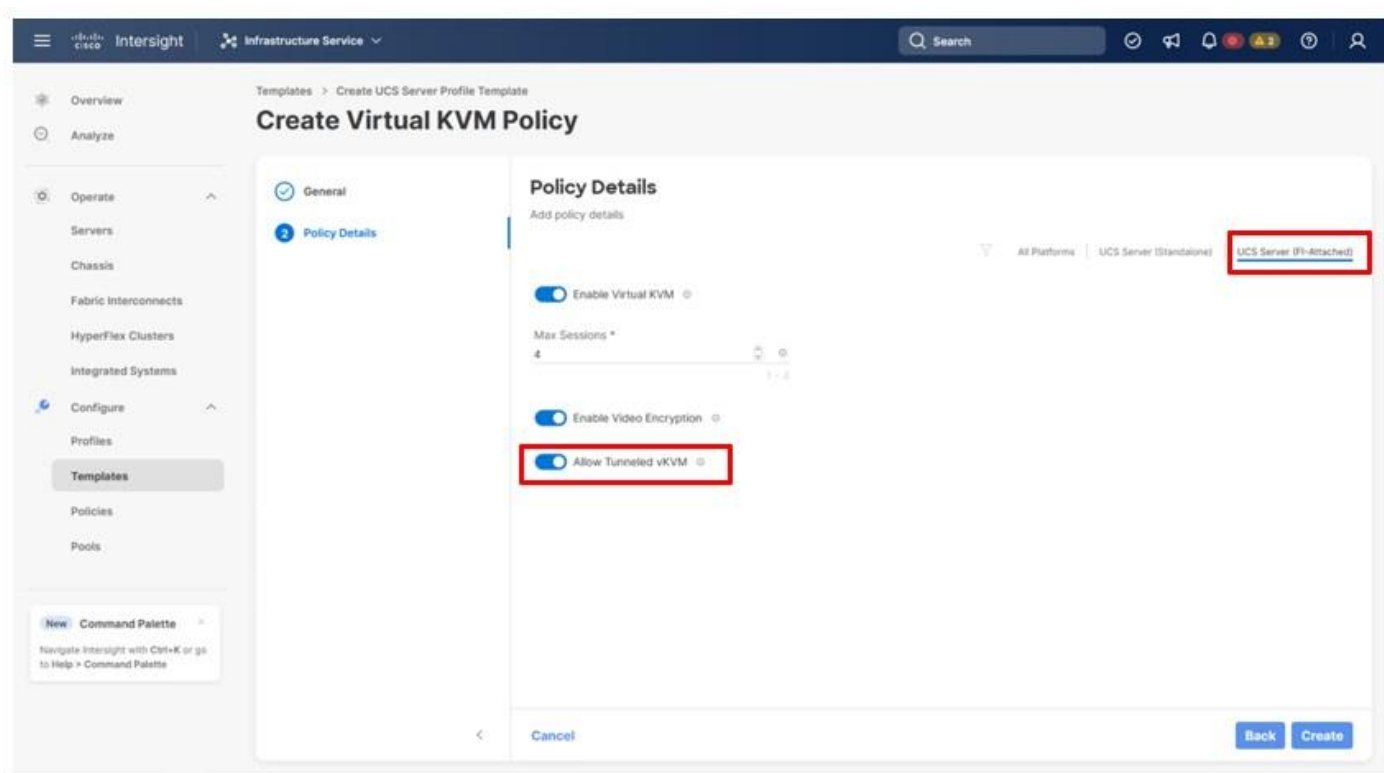 cisco Intersight Infrastructure Service Search 2
Overview
Analyze
Operate
Servers
Chassis
Fabric Interconnects
HyperFlex Clusters
Integrated Systems
Configure
Profiles
Templates
Policies
Pools
New Command Palette
Navigate Intersight with Ctrl+K or go
to Help > Command Palette
Templates > Create UCS Server Profile Template
Create Virtual KVM Policy
General
2 Policy Details
Policy Details
Add policy details
All Platforms UCS Server (Standalone) UCS Server (FI-Attached)
Enable Virtual KVM
Max Sessions *
4
1 - 4
Enable Video Encryption
Allow Tunneled vKVM
Cancel Back Create